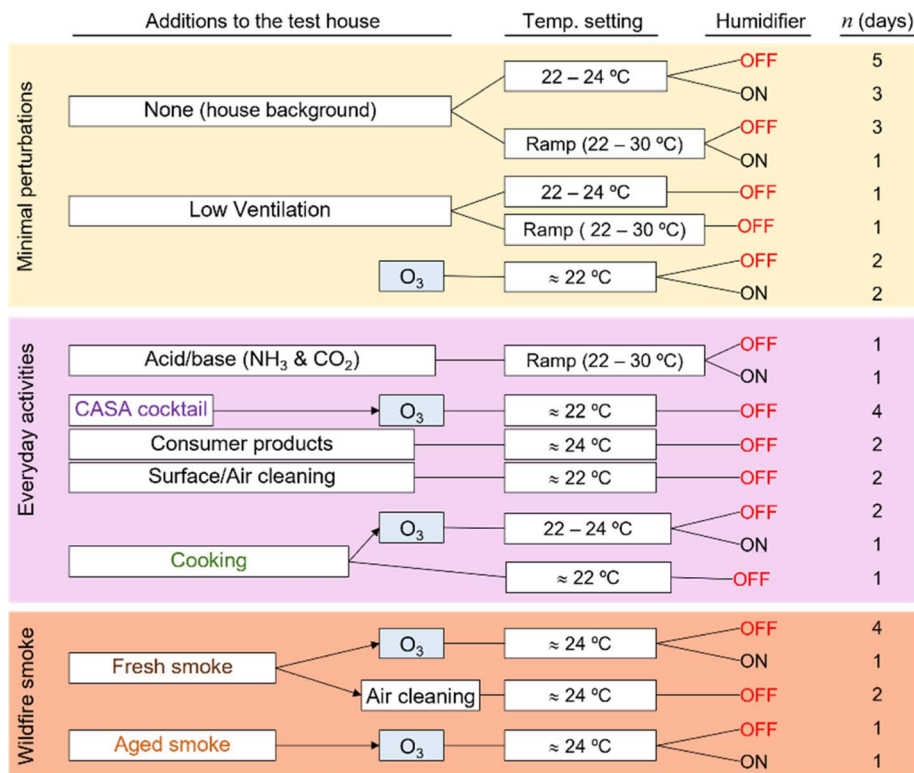 Additions to the test house Temp. setting Humidifier n (days)
Minimal perturbations
None (house background) 22 – 24 ºC OFF 5
ON 3
Ramp (22 – 30 ºC) OFF 3
ON 1
Low Ventilation 22 – 24 ºC OFF 1
Ramp ( 22 – 30 ºC) OFF 1
O₃ ≈ 22 ºC OFF 2
ON 2
Everyday activities
Acid/base (NH₃ & CO₂) Ramp (22 – 30 ºC) OFF 1
ON 1
CASA cocktail O₃ ≈ 22 ºC OFF 4
Consumer products ≈ 24 ºC OFF 2
Surface/Air cleaning ≈ 22 ºC OFF 2
Cooking O₃ 22 – 24 ºC OFF 2
ON 1
≈ 22 ºC OFF 1
Wildfire smoke
Fresh smoke O₃ ≈ 24 ºC OFF 4
ON 1
Air cleaning ≈ 24 ºC OFF 2
Aged smoke O₃ ≈ 24 ºC OFF 1
ON 1